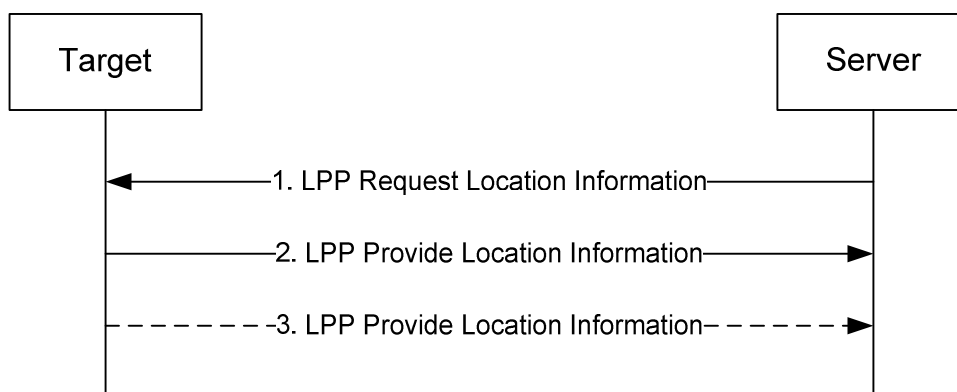 Target
Server
1. LPP Request Location Information
2. LPP Provide Location Information
3. LPP Provide Location Information